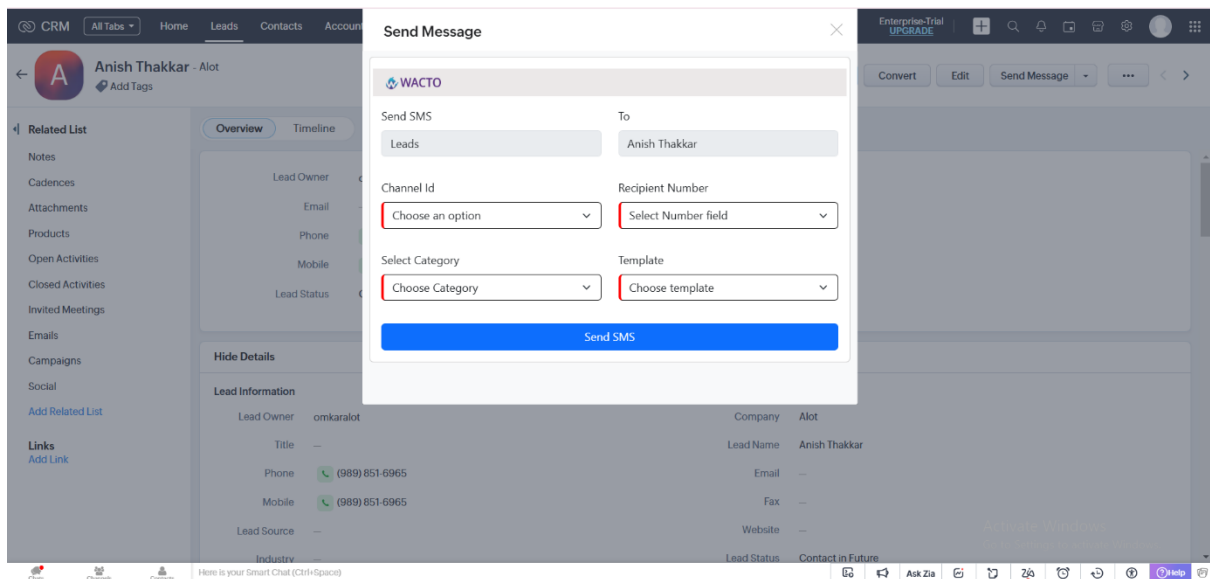 CRM All Tabs Home Leads Contacts Account Enterprise-Trial
UPGRADE
Send Message
A
Anish Thakkar - Alot
Add Tags
Convert Edit Send Message ...
WACTO
Related List
Overview Timeline
Send SMS To
Leads Anish Thakkar
Notes
Cadences
Attachments
Products
Open Activities
Closed Activities
Invited Meetings
Emails
Campaigns
Social
Add Related List
Links
Add Link
Lead Owner
Email
Phone
Mobile
Lead Status
Channel Id Recipient Number
Choose an option Select Number field
Select Category Template
Choose Category Choose template
Send SMS
Hide Details
Lead Information
Lead Owner omkaralot Company Alot
Title — Lead Name Anish Thakkar
Phone (989) 851-6965 Email —
Mobile (989) 851-6965 Fax —
Lead Source — Website —
Activate Windows
Industry — Lead Status Contact in Future
Chats Channels Contacts Here is your Smart Chat (Ctrl+Space) Ask Zia Help